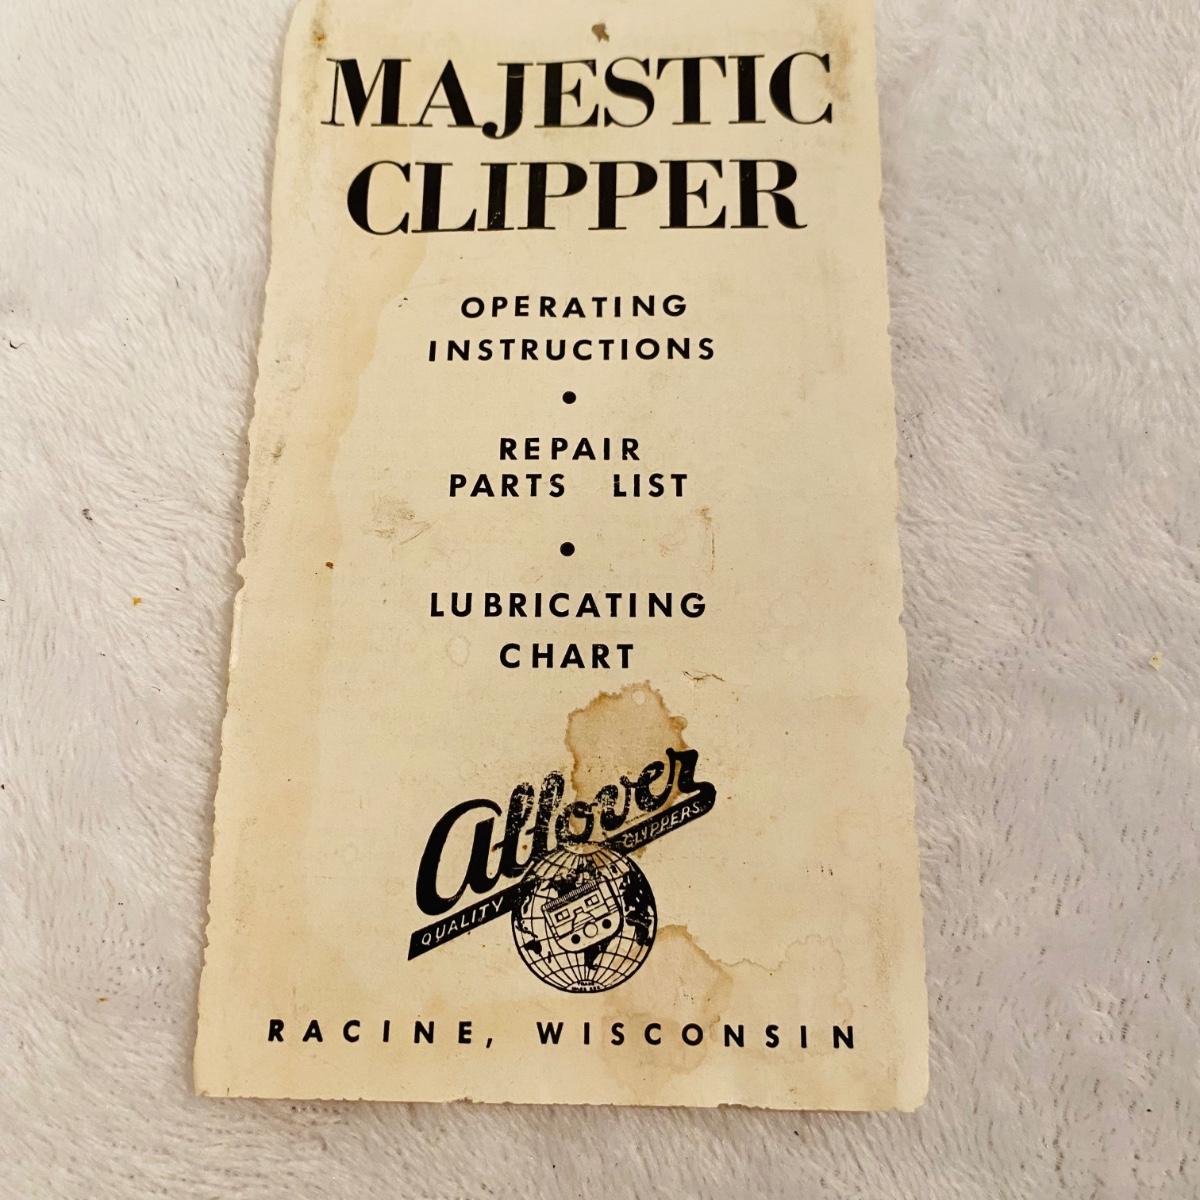 MAJESTIC
CLIPPER
OPERATING
INSTRUCTIONS
•
REPAIR
PARTS LIST
•
LUBRICATING
CHART
Allover
QUALITY CLIPPERS
RACINE, WISCONSIN